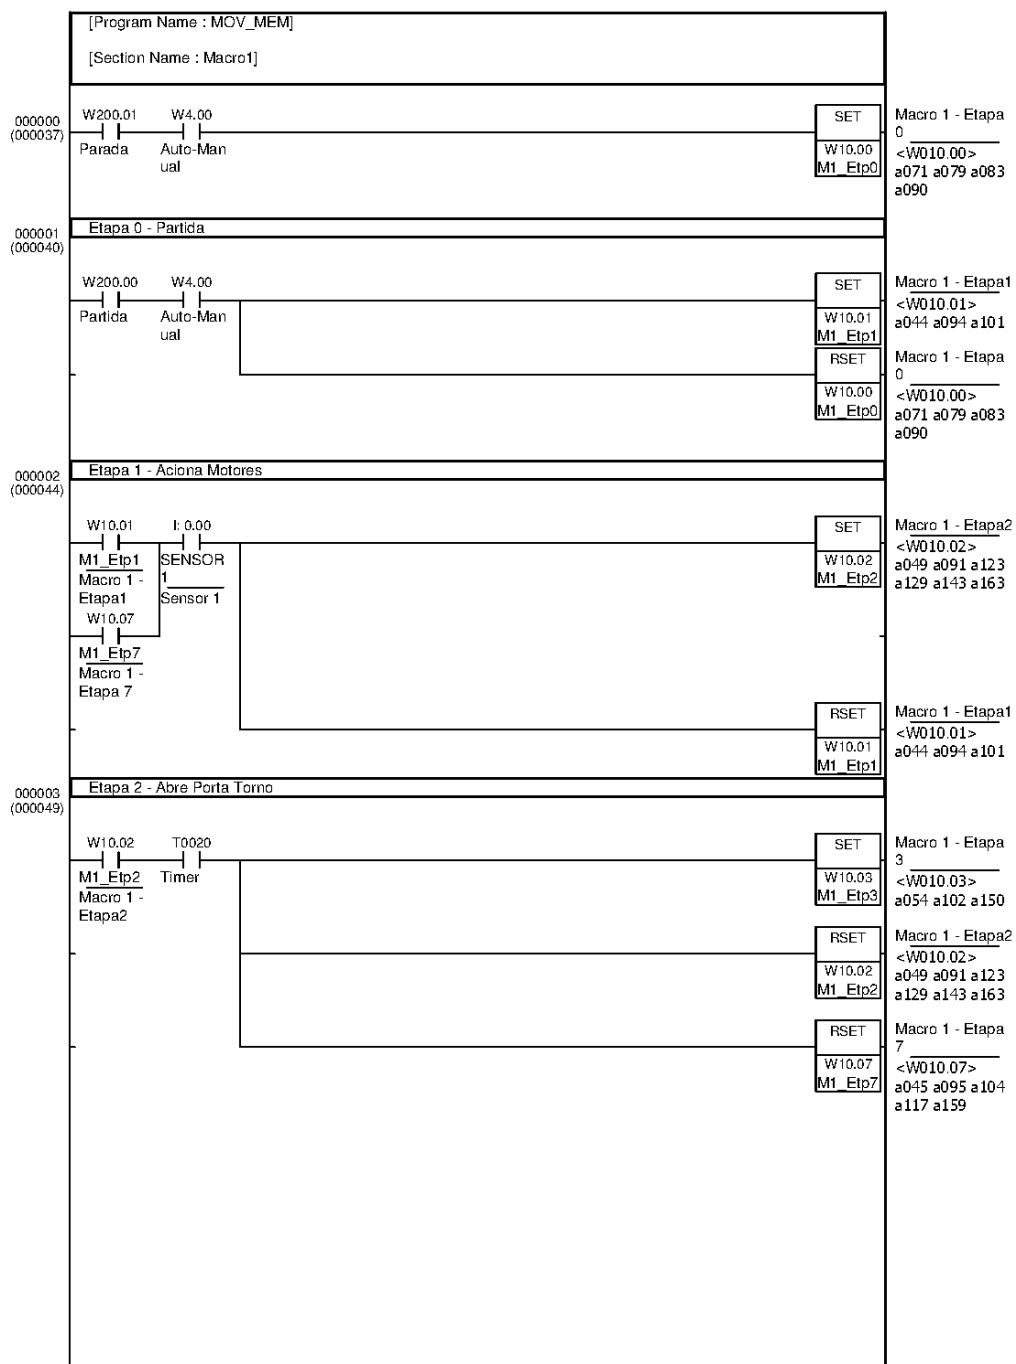 [Program Name : MOV_MEM]
[Section Name : Macro1]
000000
(000037)
W200.01
Parada
W4.00
Auto-Man
ual
SET
W10.00
M1_Etp0
Macro 1 - Etapa
0
<W010.00>
a071 a079 a083
a090
000001
(000040)
Etapa 0 - Partida
W200.00
Partida
W4.00
Auto-Man
ual
SET
W10.01
M1_Etp1
Macro 1 - Etapa1
<W010.01>
a044 a094 a101
RSET
W10.00
M1_Etp0
Macro 1 - Etapa
0
<W010.00>
a071 a079 a083
a090
000002
(000044)
Etapa 1 - Aciona Motores
W10.01
M1_Etp1
Macro 1 -
Etapa1
I: 0.00
SENSOR
1
Sensor 1
SET
W10.02
M1_Etp2
Macro 1 - Etapa2
<W010.02>
a049 a091 a123
a129 a143 a163
W10.07
M1_Etp7
Macro 1 -
Etapa 7
RSET
W10.01
M1_Etp1
Macro 1 - Etapa1
<W010.01>
a044 a094 a101
000003
(000049)
Etapa 2 - Abre Porta Torno
W10.02
M1_Etp2
Macro 1 -
Etapa2
T0020
Timer
SET
W10.03
M1_Etp3
Macro 1 - Etapa
3
<W010.03>
a054 a102 a150
RSET
W10.02
M1_Etp2
Macro 1 - Etapa2
<W010.02>
a049 a091 a123
a129 a143 a163
RSET
W10.07
M1_Etp7
Macro 1 - Etapa
7
<W010.07>
a045 a095 a104
a117 a159